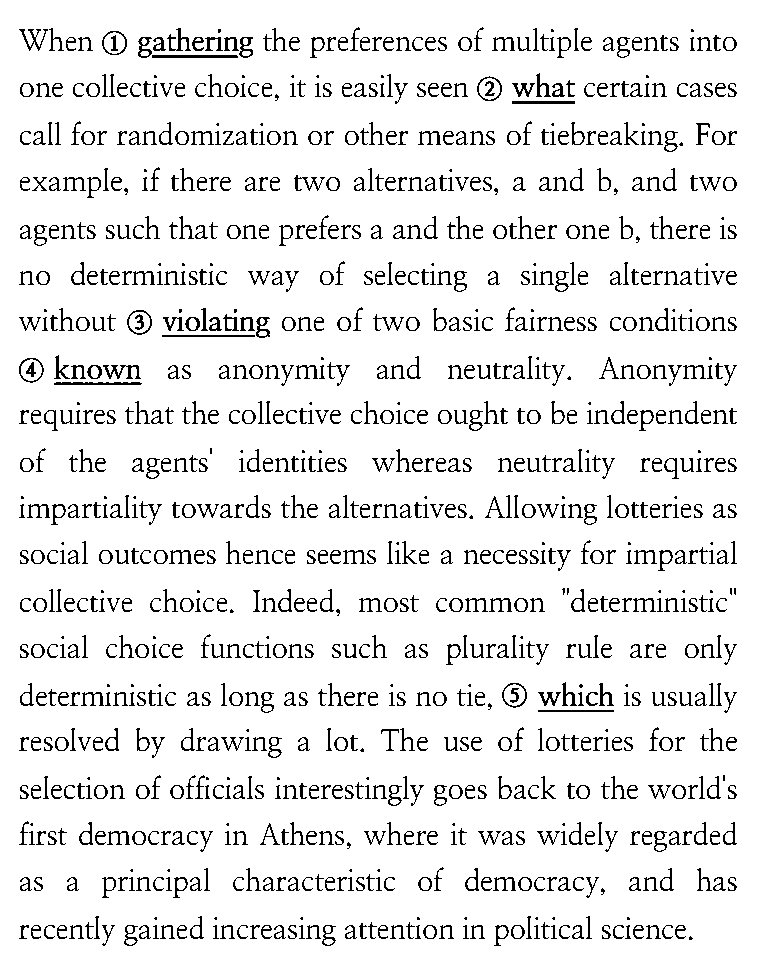 When ① gathering the preferences of multiple agents into
one collective choice, it is easily seen ② what certain cases
call for randomization or other means of tiebreaking. For
example, if there are two alternatives, a and b, and two
agents such that one prefers a and the other one b, there is
no deterministic way of selecting a single alternative
without ③ violating one of two basic fairness conditions
④ known as anonymity and neutrality. Anonymity
requires that the collective choice ought to be independent
of the agents' identities whereas neutrality requires
impartiality towards the alternatives. Allowing lotteries as
social outcomes hence seems like a necessity for impartial
collective choice. Indeed, most common "deterministic"
social choice functions such as plurality rule are only
deterministic as long as there is no tie, ⑤ which is usually
resolved by drawing a lot. The use of lotteries for the
selection of officials interestingly goes back to the world's
first democracy in Athens, where it was widely regarded
as a principal characteristic of democracy, and has
recently gained increasing attention in political science.